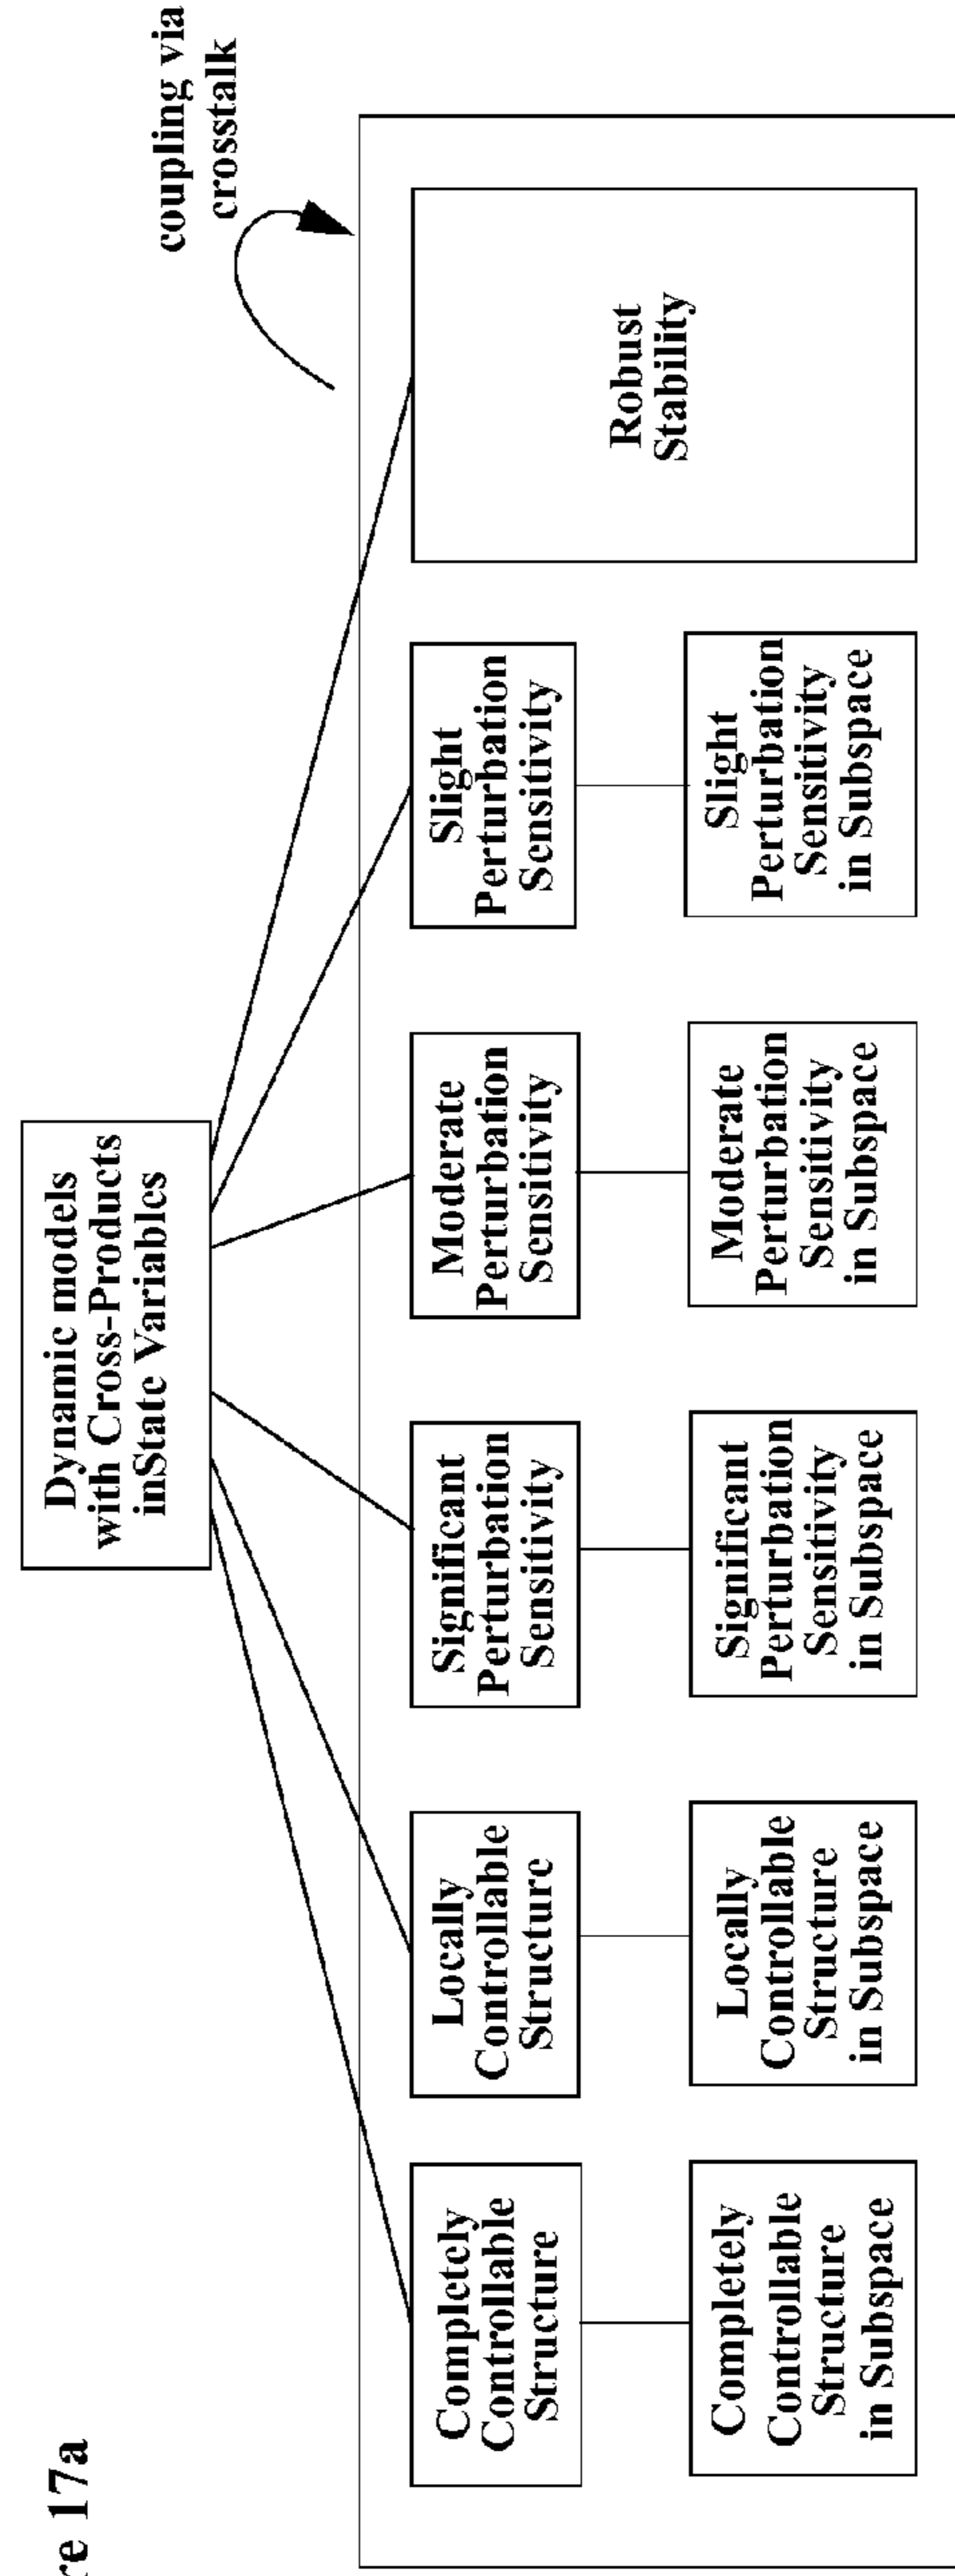 re 17a
Dynamic models
with Cross-Products
inState Variables
coupling via
crosstalk
Completely
Controllable
Structure
Locally
Controllable
Structure
Significant
Perturbation
Sensitivity
Moderate
Perturbation
Sensitivity
Slight
Perturbation
Sensitivity
Robust
Stability
Completely
Controllable
Structure
in Subspace
Locally
Controllable
Structure
in Subspace
Significant
Perturbation
Sensitivity
in Subspace
Moderate
Perturbation
Sensitivity
in Subspace
Slight
Perturbation
Sensitivity
in Subspace